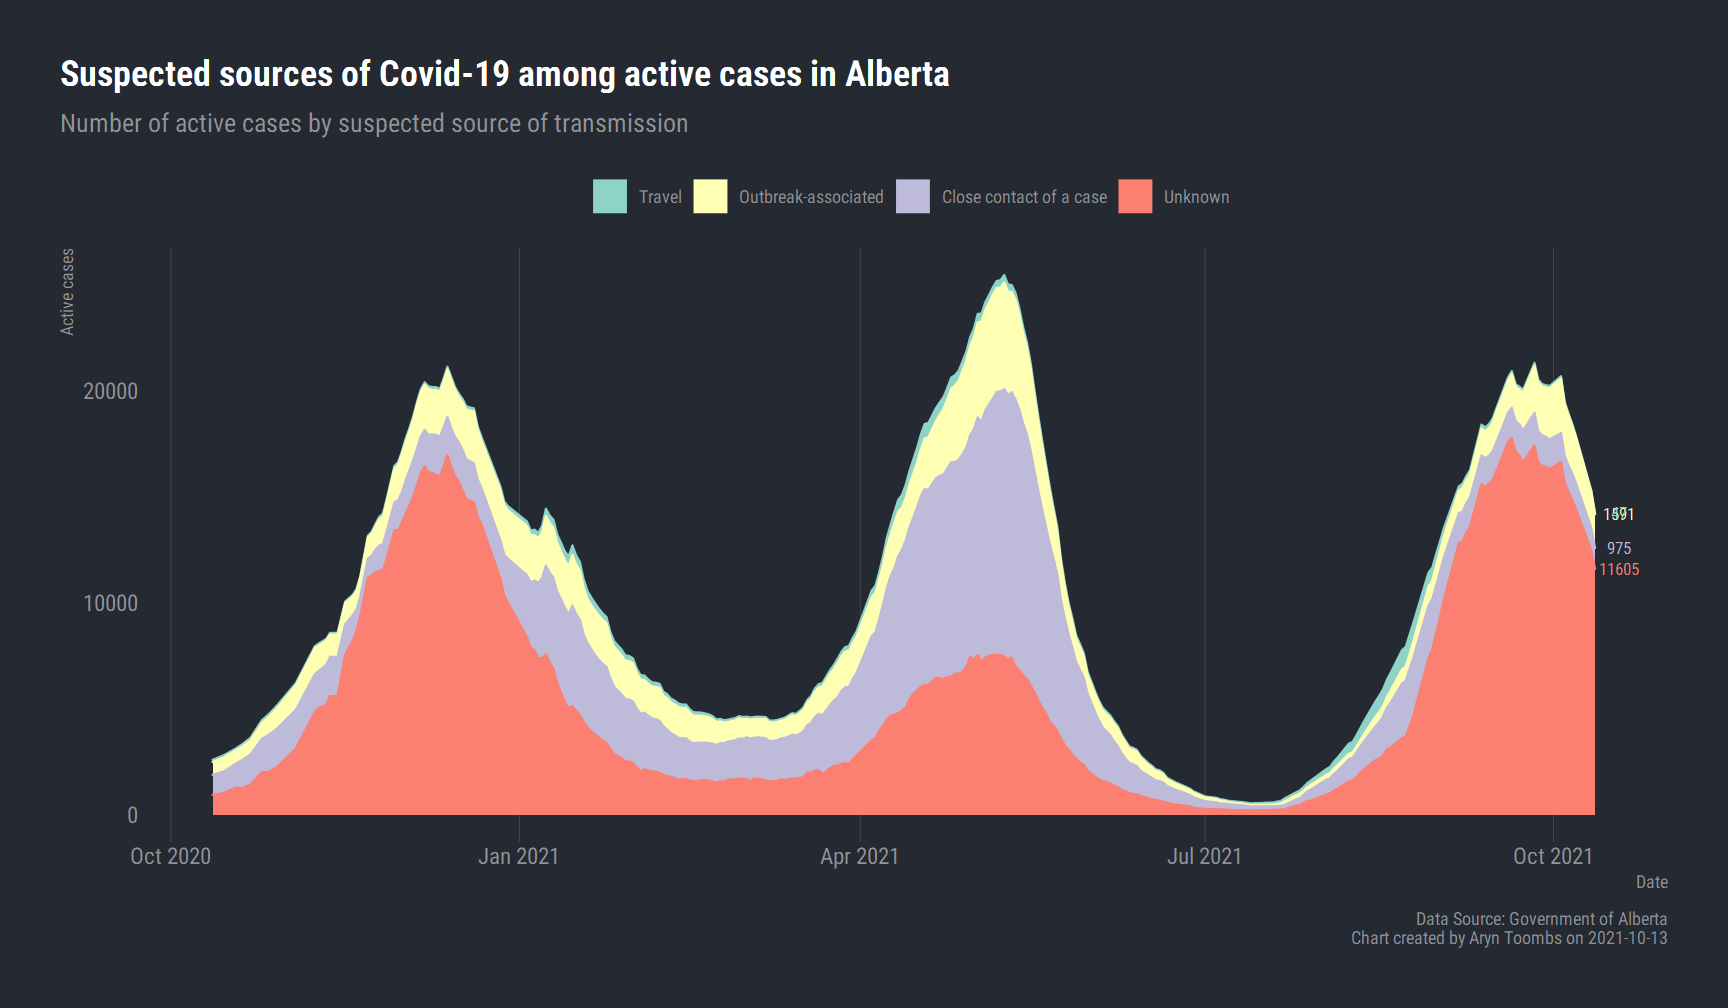 Suspected sources of Covid-19 among active cases in Alberta
Number of active cases by suspected source of transmission
Travel Outbreak-associated Close contact of a case Unknown
Active cases
20000
10000
0
975
11605
Oct 2020 Jan 2021 Apr 2021 Jul 2021 Oct 2021
Date
Data Source: Government of Alberta
Chart created by Aryn Toombs on 2021-10-13